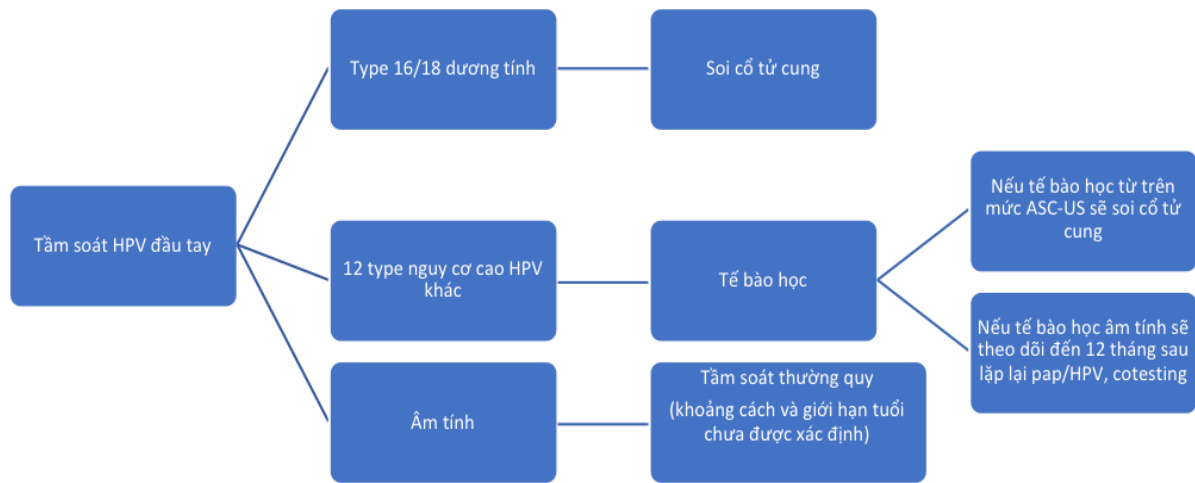 Tầm soát HPV đầu tay
Type 16/18 dương tính
Soi cổ tử cung
12 type nguy cơ cao HPV
khác
Tế bào học
Nếu tế bào học từ trên
mức ASC-US sẽ soi cổ tử
cung
Nếu tế bào học âm tính sẽ
theo dõi đến 12 tháng sau
lặp lại pap/HPV, cotesting
Âm tính
Tầm soát thường quy
(khoảng cách và giới hạn tuổi
chưa được xác định)